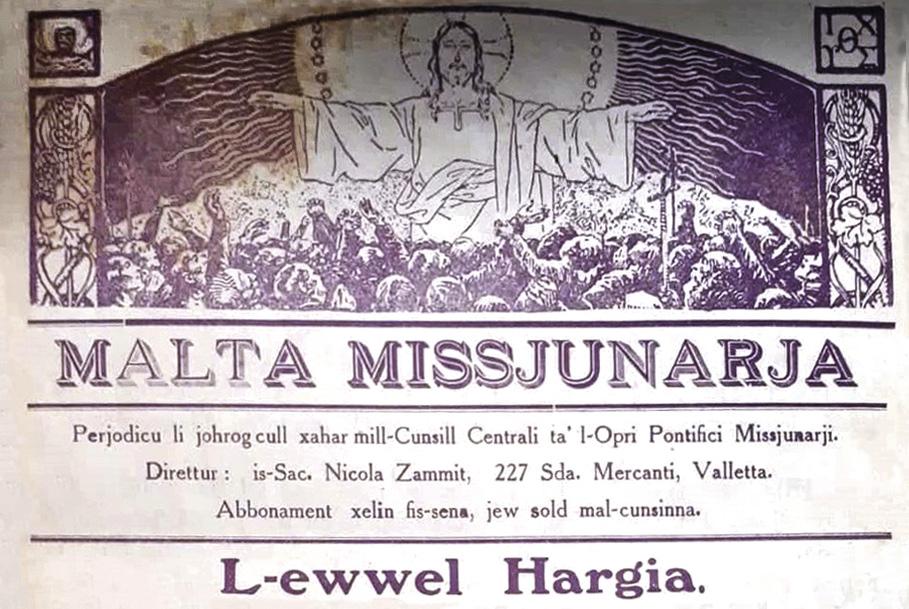 MALTA MISSJUNARJA
Perjodicu li johrog cull xahar mill-Cunsill Centrali ta' l-Opri Pontifici Missjunarji.
Direttur : is-Sac. Nicola Zammit, 227 Sda. Mercanti, Valletta.
Abbonament xelin fis-sena, jew sold mal-cunsinna.
L-ewwel Hargia.